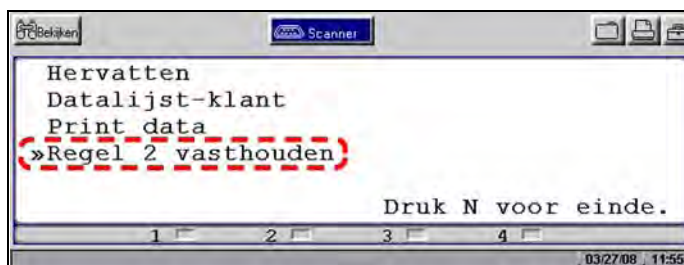 Bekijken Scanner
Hervatten
Datalijst-klant
Print data
»Regel 2 vasthouden
Druk N voor einde.
1 2 3 4
03/27/08 11:55